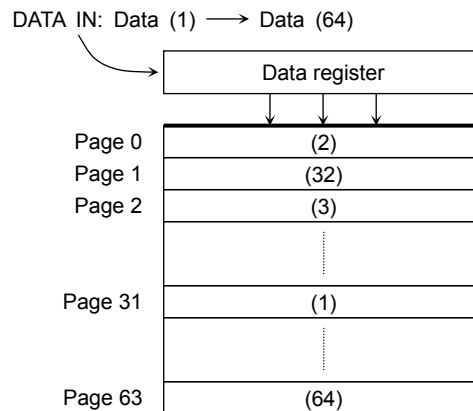 DATA IN: Data (1) → Data (64)
Data register
Page 0 (2)
Page 1 (32)
Page 2 (3)
Page 31 (1)
Page 63 (64)